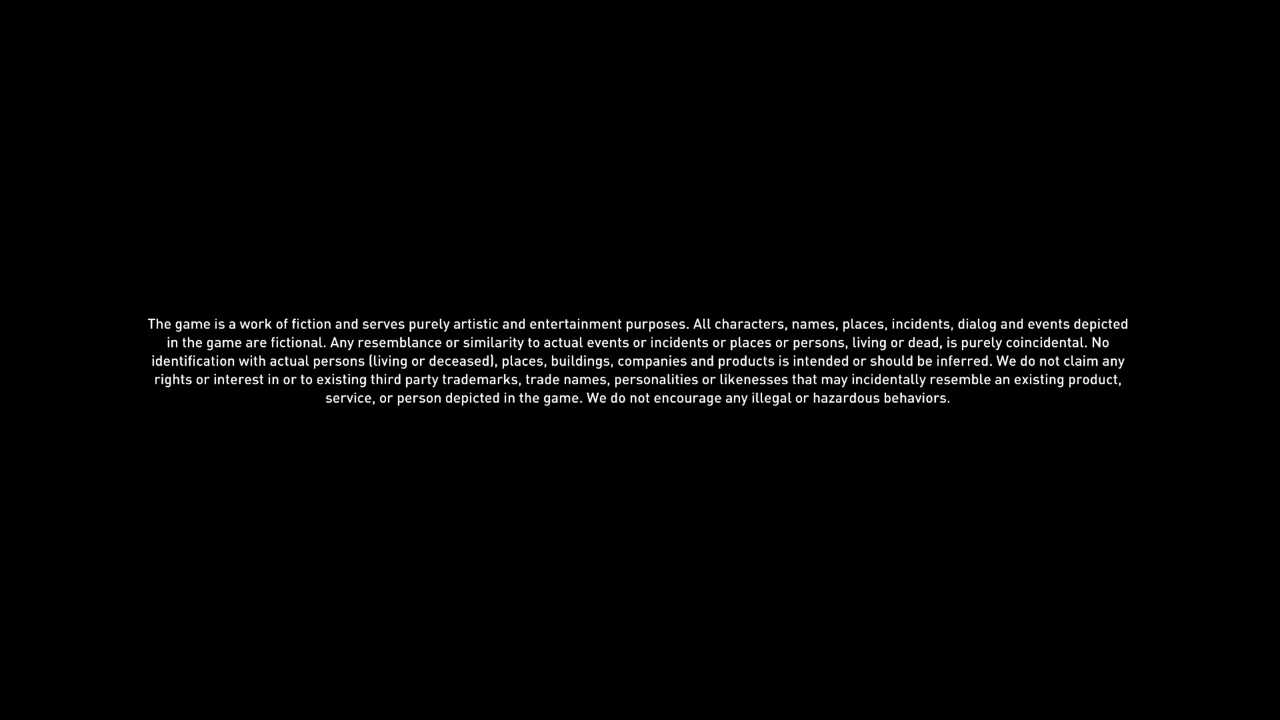 The game is a work of fiction and serves purely artistic and entertainment purposes. All characters, names, places, incidents, dialog and events depicted
in the game are fictional. Any resemblance or similarity to actual events or incidents or places or persons, living or dead, is purely coincidental. No
identification with actual persons (living or deceased), places, buildings, companies and products is intended or should be inferred. We do not claim any
rights or interest in or to existing third party trademarks, trade names, personalities or likenesses that may incidentally resemble an existing product,
service, or person depicted in the game. We do not encourage any illegal or hazardous behaviors.